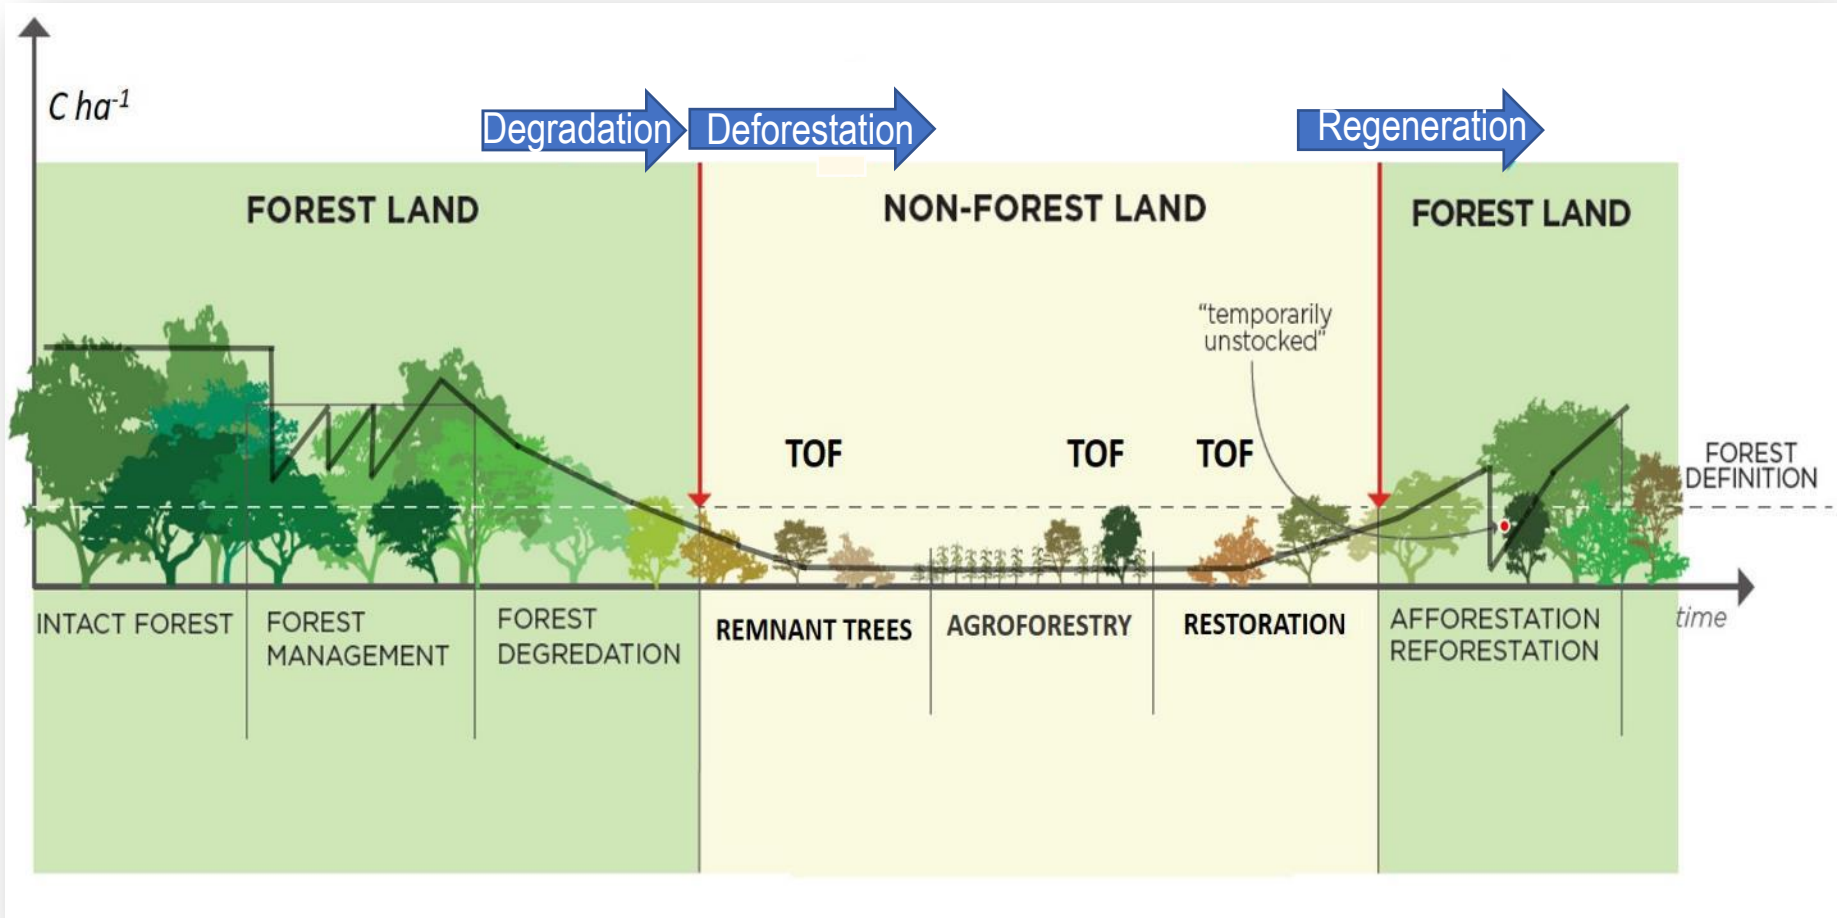 C ha-1
Degradation
Deforestation
Regeneration
FOREST LAND
NON-FOREST LAND
FOREST LAND
"temporarily
unstocked"
TOF
TOF
TOF
FOREST
DEFINITION
INTACT FOREST
FOREST
MANAGEMENT
FOREST
DEGREDATION
REMNANT TREES
AGROFORESTRY
RESTORATION
AFFORESTATION
REFORESTATION
time